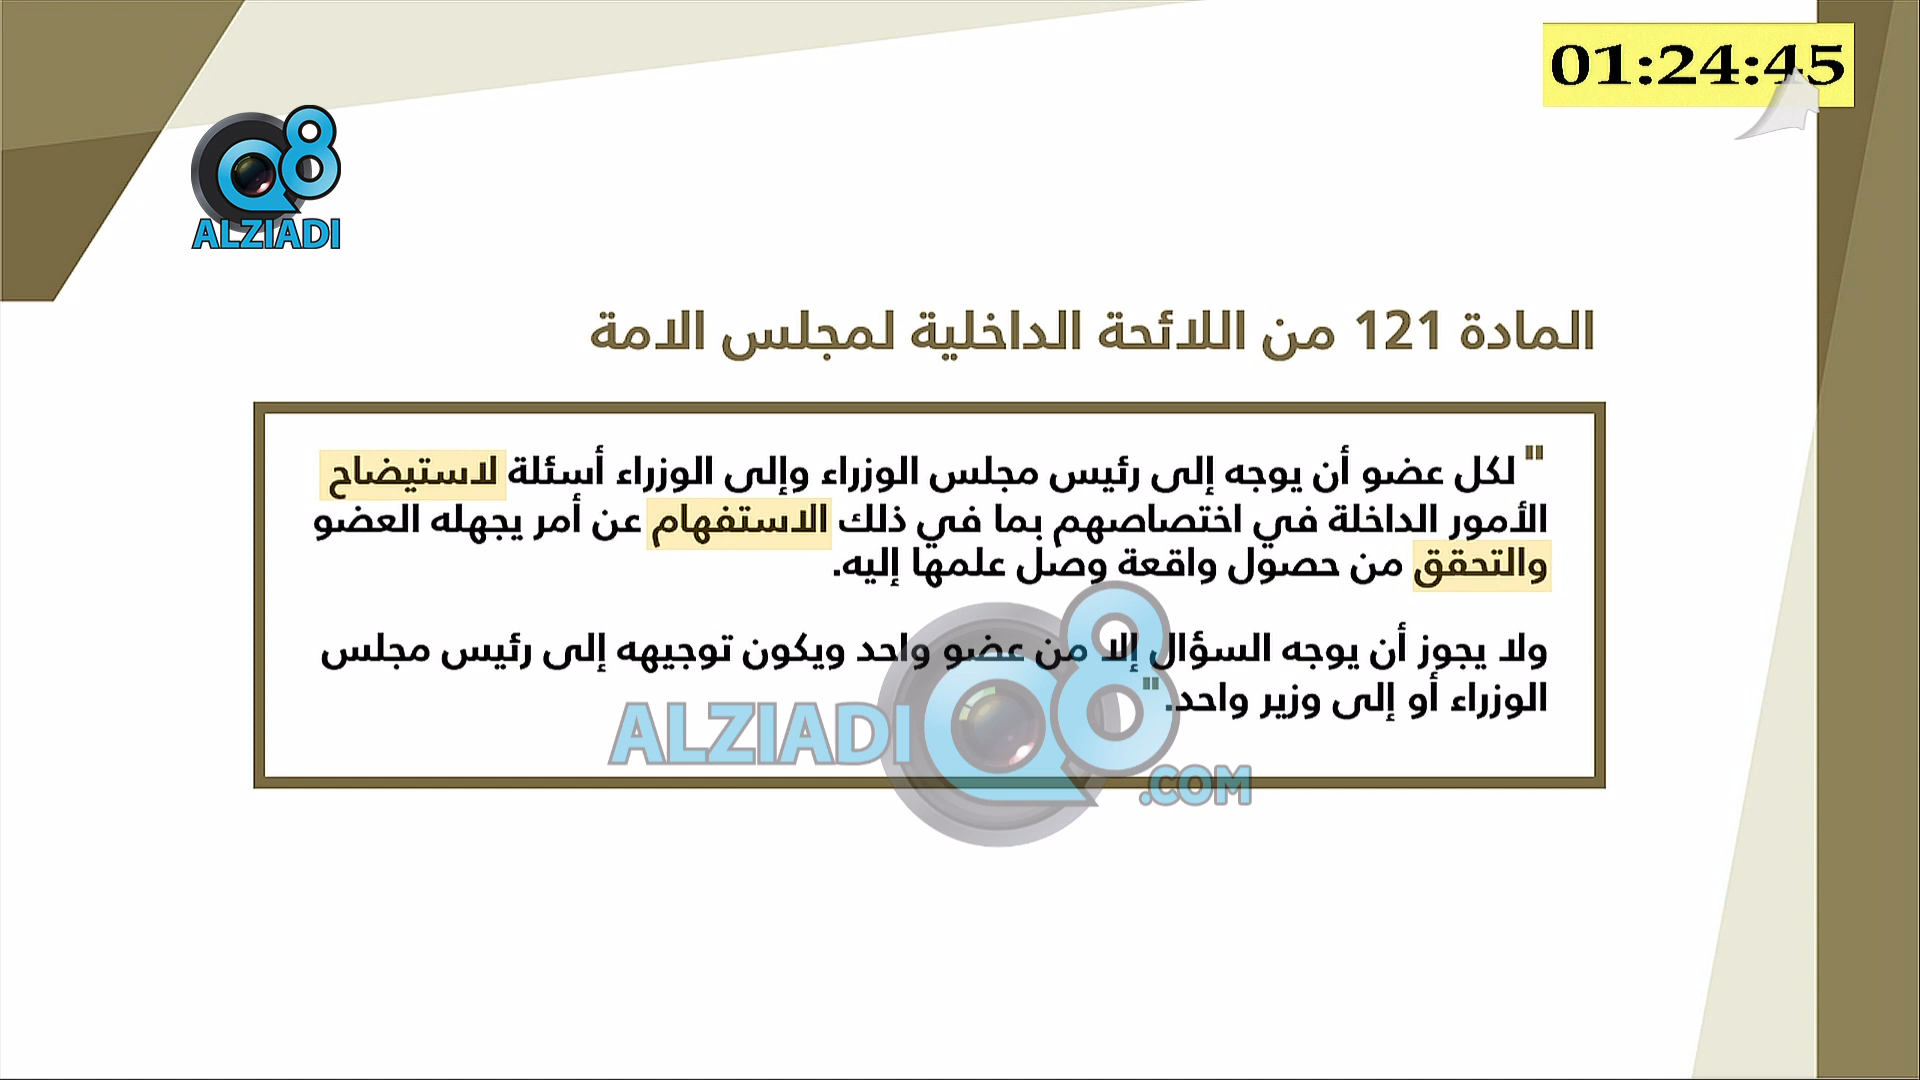 01:24:45
Q8
ALZIADI
المادة 121 من اللائحة الداخلية لمجلس الامة
" لكل عضو أن يوجه إلى رئيس مجلس الوزراء وإلى الوزراء أسئلة لاستيضاح
الأمور الداخلة في اختصاصهم بما في ذلك الاستفهام عن أمر يجهله العضو
والتحقق من حصول واقعة وصل علمها إليه.
ولا يجوز أن يوجه السؤال إلا من عضو واحد ويكون توجيهه إلى رئيس مجلس
الوزراء أو إلى وزير واحد."
ALZIADI Q8 .COM